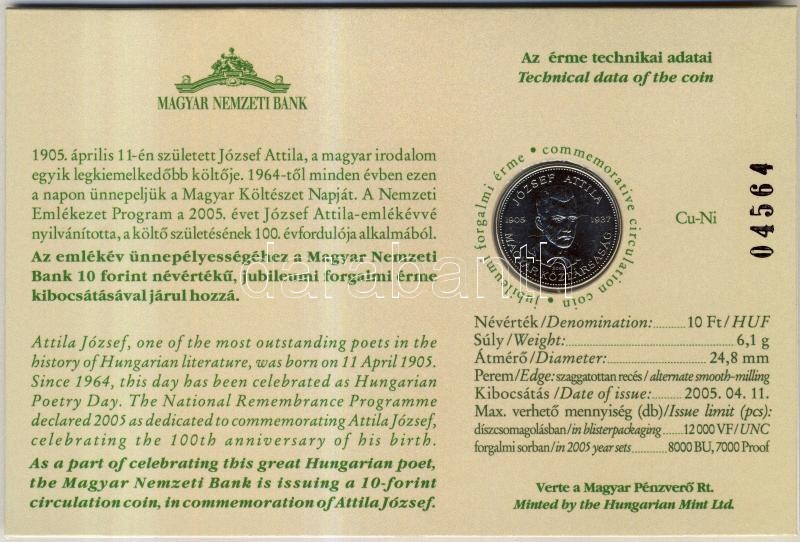 MAGYAR NEMZETI BANK
1905. április 11-én született József Attila, a magyar irodalom
egyik legkiemelkedőbb költője. 1964-től minden évben ezen
a napon ünnepeljük a Magyar Költészet Napját. A Nemzeti
Emlékezet Program a 2005. évet József Attila-emlékévvé
nyilvánította, a költő születésének 100. évfordulója alkalmából.
Az emlékév ünnepélyességéhez a Magyar Nemzeti
Bank 10 forint névértékű, jubileumi forgalmi érme
kibocsátásával járul hozzá.
Attila József, one of the most outstanding poets in the
history of Hungarian literature, was born on 11 April 1905.
Since 1964, this day has been celebrated as Hungarian
Poetry Day. The National Remembrance Programme
declared 2005 as dedicated to commemorating Attila József,
celebrating the 100th anniversary of his birth.
As a part of celebrating this great Hungarian poet,
the Magyar Nemzeti Bank is issuing a 10-forint
circulation coin, in commemoration of Attila József.
Az érme technikai adatai
Technical data of the coin
jubileumi forgalmi érme • commemorative circulation coin •
JÓZSEF ATTILA
1905 1937
MAGYAR KÖZTÁRSASÁG
Cu-Ni
04564
Névérték/Denomination:..........10 Ft/HUF
Súly/Weight:..........6,1 g
Átmérő/Diameter:..........24,8 mm
Perem/Edge: szaggatottan recés/alternate smooth-milling
Kibocsátás/Date of issue:..........2005. 04. 11.
Max. verhető mennyiség (db)/Issue limit (pcs):
díszcsomagolásban/in blisterpackaging.....12 000 VF/UNC
forgalmi sorban/in 2005 year sets..........8000 BU, 7000 Proof
Verte a Magyar Pénzverő Rt.
Minted by the Hungarian Mint Ltd.
darabanth